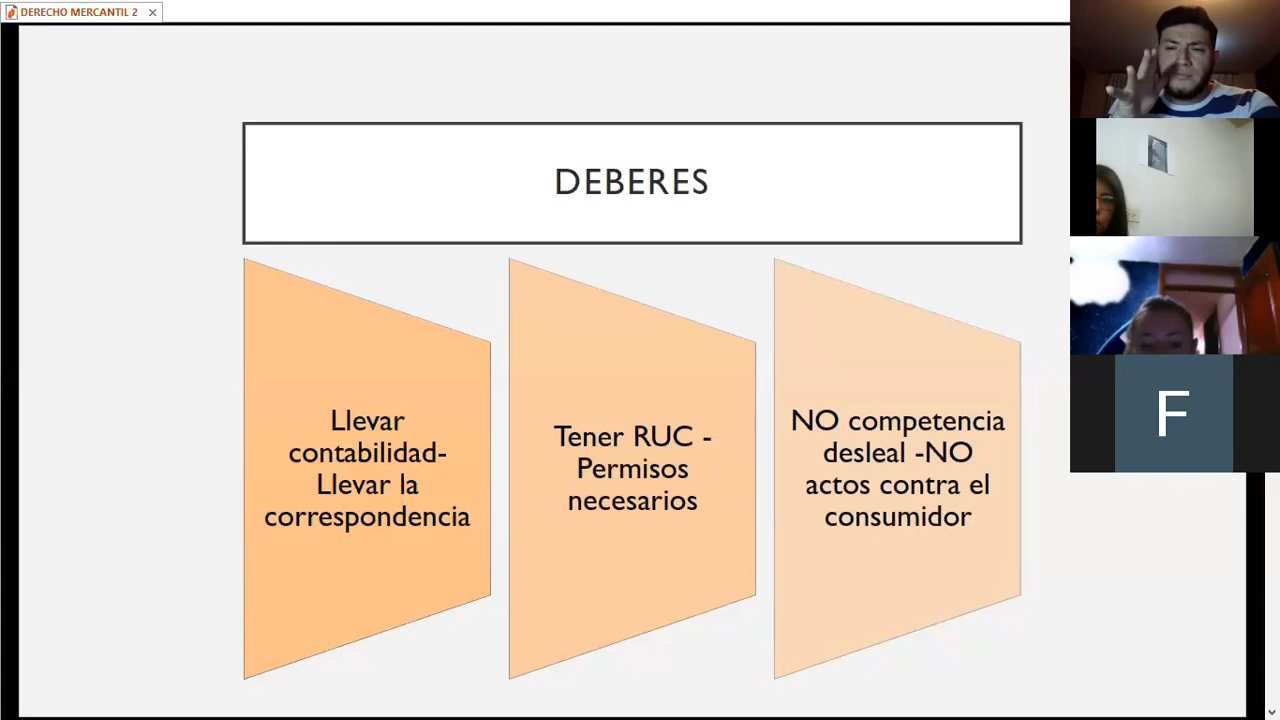 DERECHO MERCANTIL 2
DEBERES
Llevar
contabilidad-
Llevar la
correspondencia
Tener RUC -
Permisos
necesarios
NO competencia
desleal -NO
actos contra el
consumidor
F